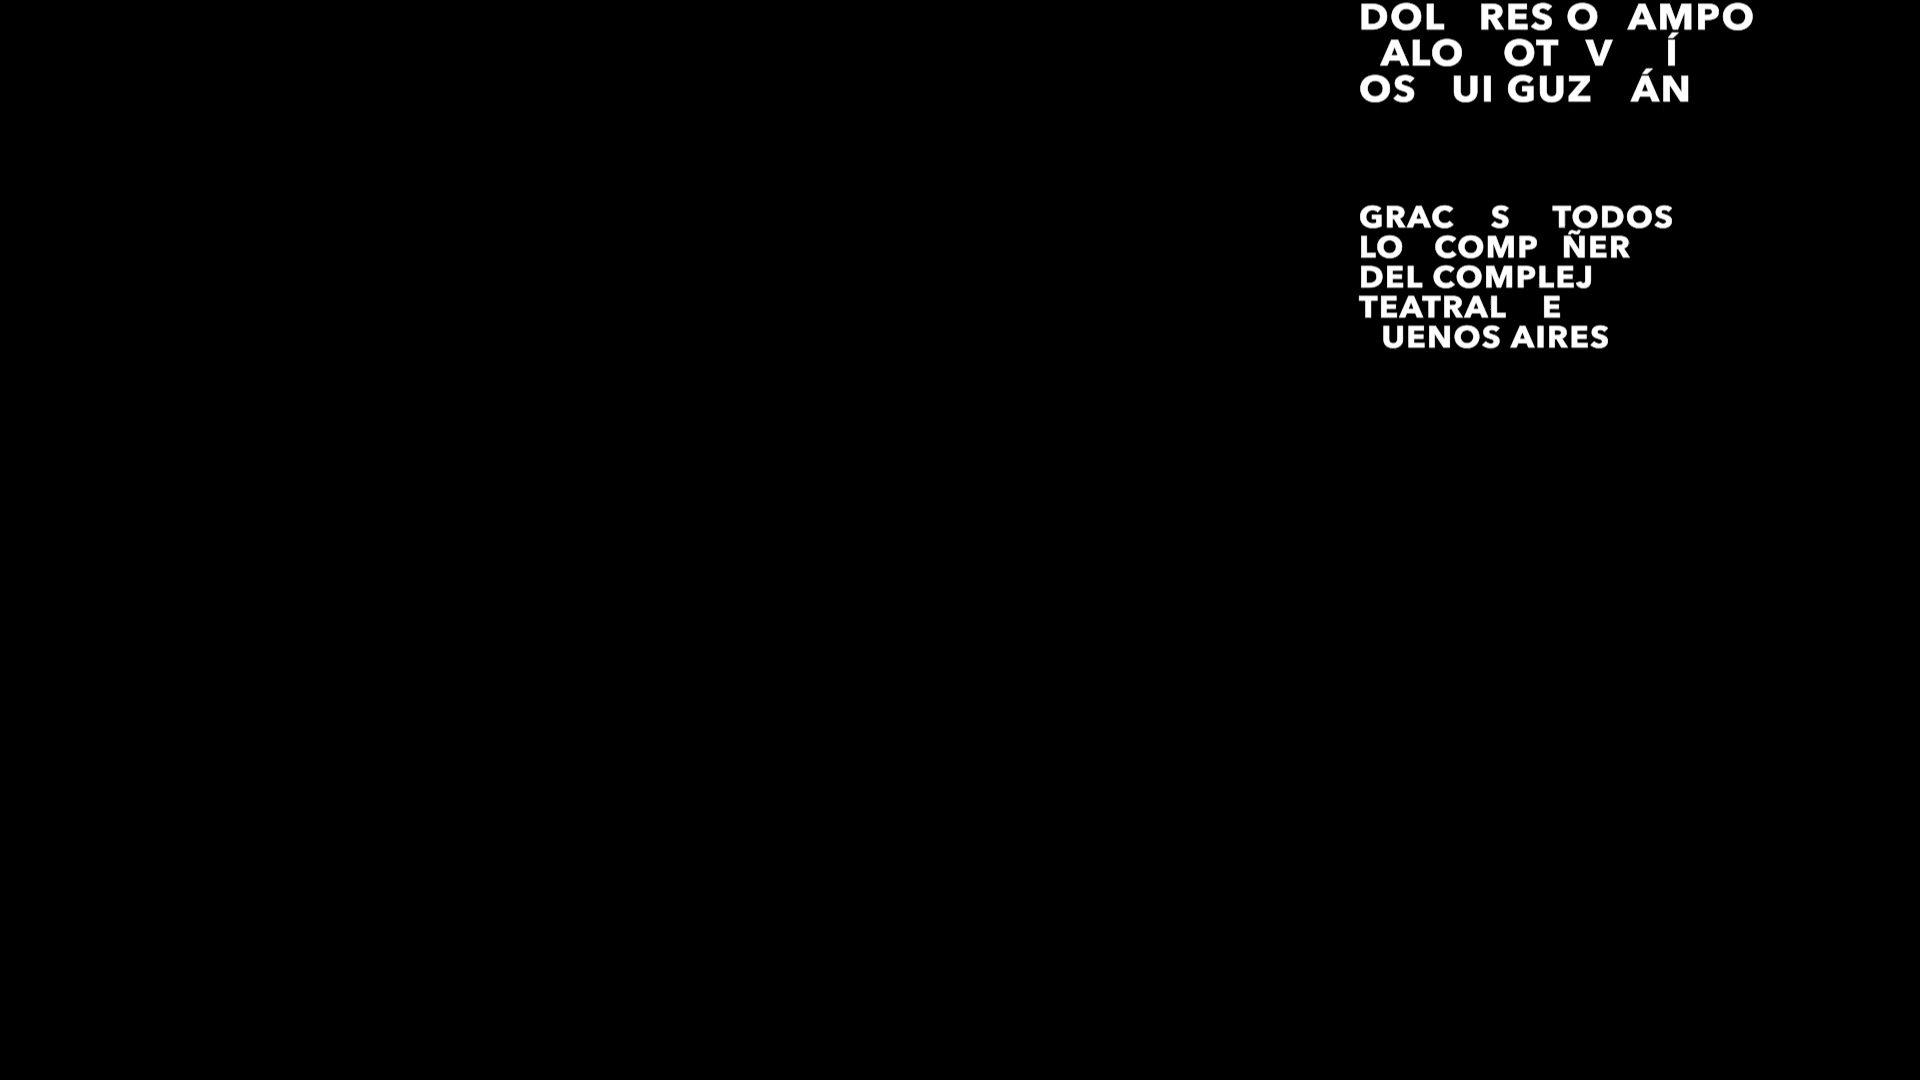 DOL RES O AMPO
ALO OT V Í
OS UI GUZ ÁN
GRAC S TODOS
LO COMP ÑER
DEL COMPLEJ
TEATRAL E
UENOS AIRES